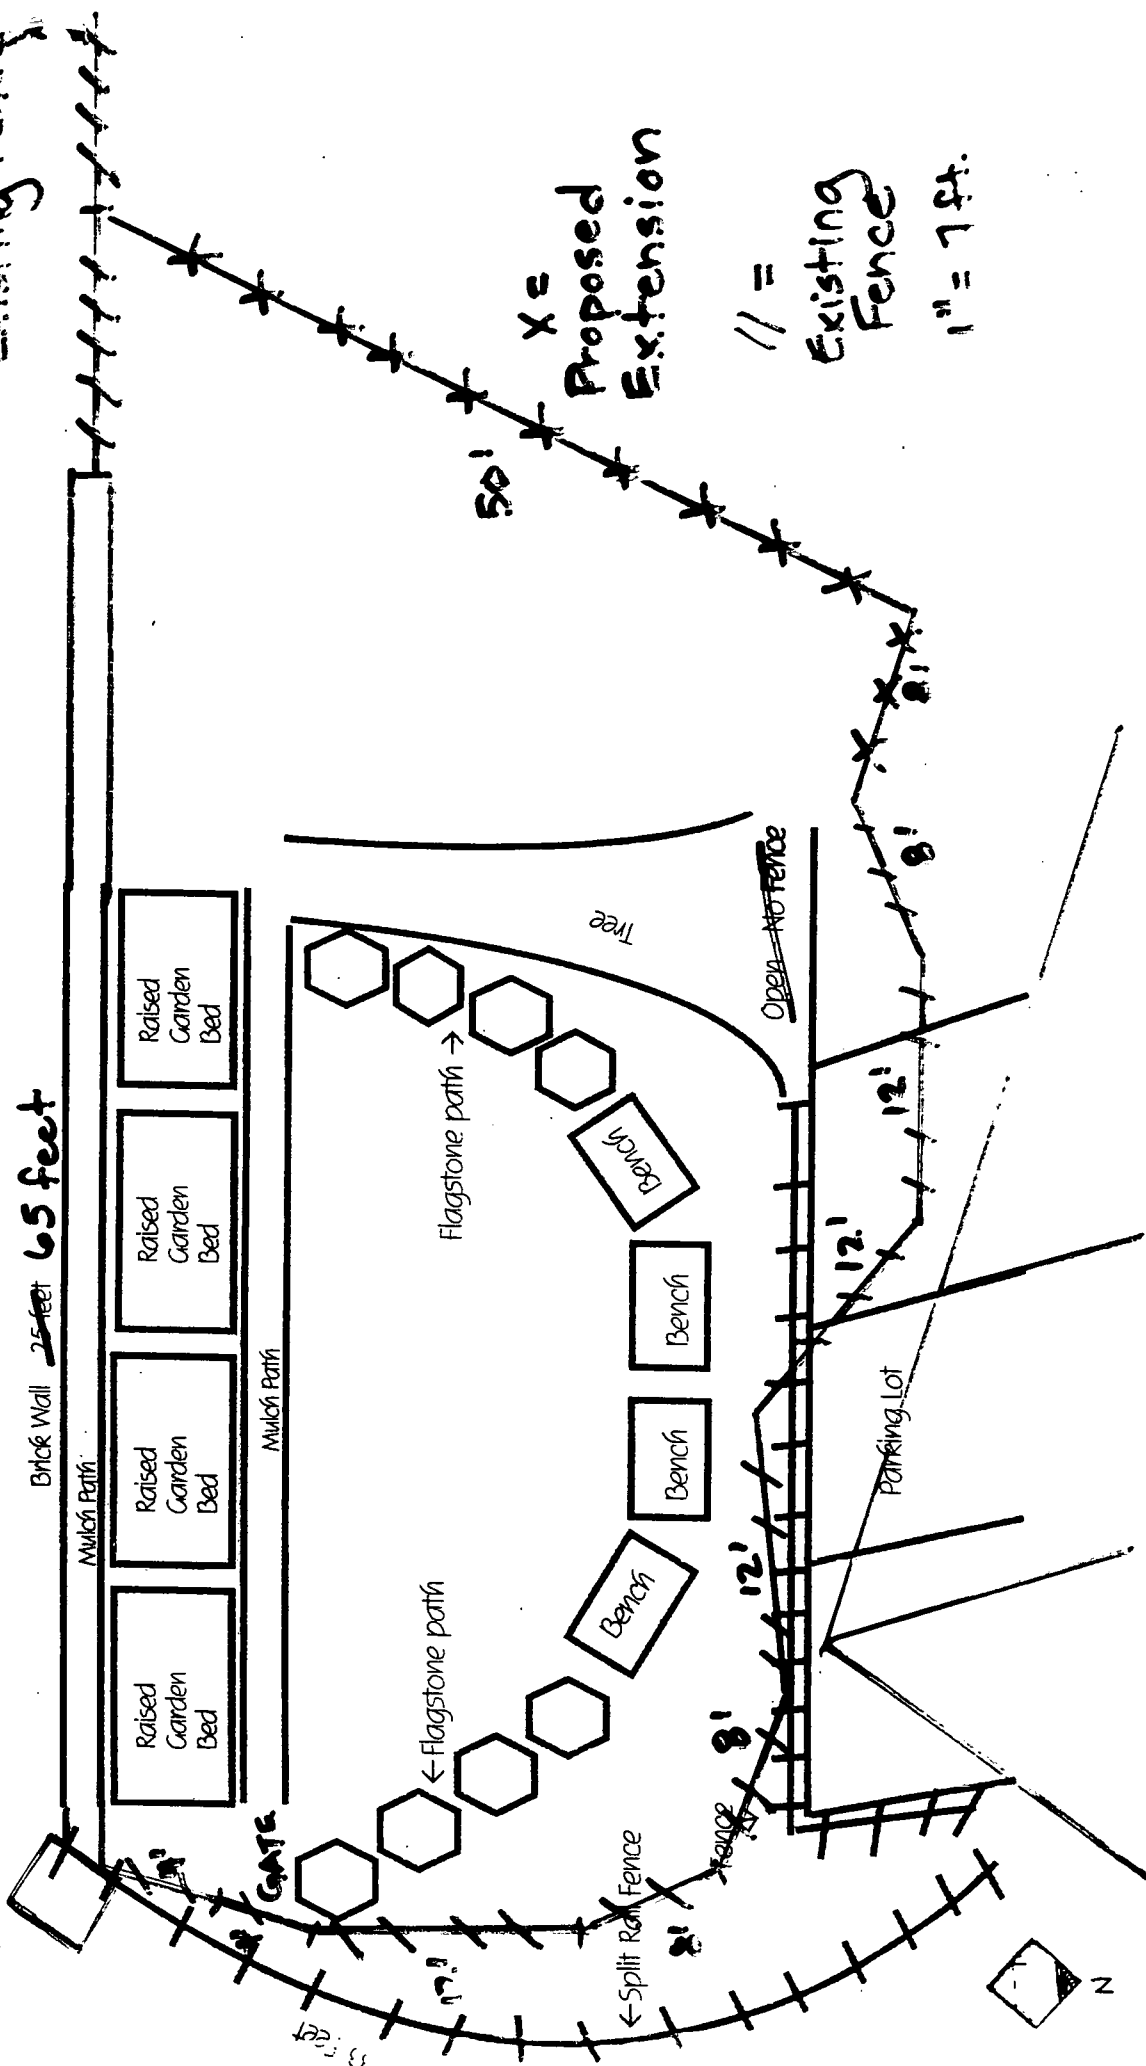 Existing
Brick Wall 25 feet 65 feet
Mulch Path
Raised
Garden
Bed
Raised
Garden
Bed
Raised
Garden
Bed
Raised
Garden
Bed
Mulch Path
GATE
Flagstone path →
←Flagstone path
Tree
Bench
Bench
Bench
Bench
Open No Fence
←Split Rail Fence
Fence
Parking Lot
50'
8'
8'
12'
12'
12'
8'
8'
Feet
N
X =
Proposed
Extension
// =
Existing
Fence
1" = 7 ft.